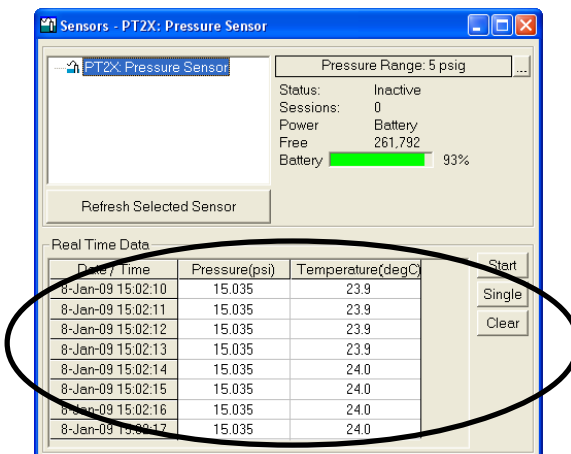 Sensors - PT2X: Pressure Sensor
PT2X: Pressure Sensor
Pressure Range: 5 psig ...
Status: Inactive
Sessions: 0
Power Battery
Free 261,792
Battery 93%
Refresh Selected Sensor
Real Time Data
Date / Time Pressure(psi) Temperature(degC)
8-Jan-09 15:02:10 15.035 23.9
8-Jan-09 15:02:11 15.035 23.9
8-Jan-09 15:02:12 15.035 23.9
8-Jan-09 15:02:13 15.035 23.9
8-Jan-09 15:02:14 15.035 24.0
8-Jan-09 15:02:15 15.035 24.0
8-Jan-09 15:02:16 15.035 24.0
8-Jan-09 15:02:17 15.035 24.0
Start
Single
Clear